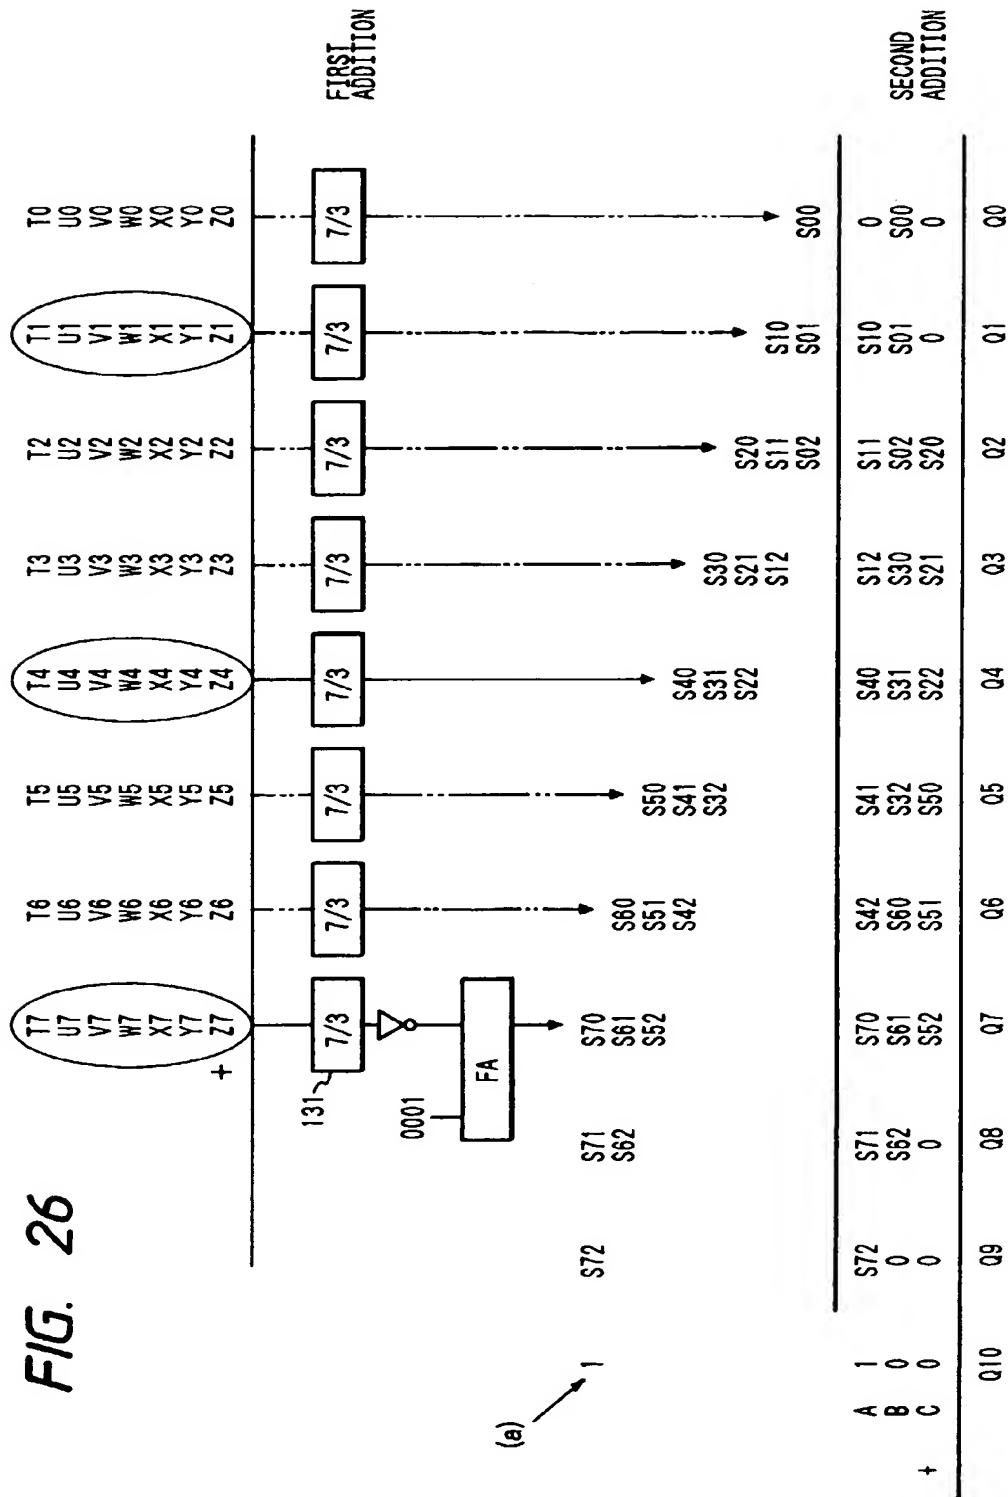 FIG. 26
T7 T6 T5 T4 T3 T2 T1 T0
U7 U6 U5 U4 U3 U2 U1 U0
V7 V6 V5 V4 V3 V2 V1 V0
W7 W6 W5 W4 W3 W2 W1 W0
X7 X6 X5 X4 X3 X2 X1 X0
Y7 Y6 Y5 Y4 Y3 Y2 Y1 Y0
+ Z7 Z6 Z5 Z4 Z3 Z2 Z1 Z0
131 7/3 7/3 7/3 7/3 7/3 7/3 7/3 7/3
FIRST
ADDITION
0001
FA
(a)
1 S72 S71 S70
S62 S61 S60
S52 S51 S50
S42 S41 S40
S32 S31 S30
S22 S21 S20
S12 S11 S10
S02 S01 S00
A 1 S72 S71 S70 S42 S41 S40 S12 S11 S10 0
B 0 0 S62 S61 S60 S32 S31 S30 S02 S01 S00
+ C 0 0 0 S52 S51 S50 S22 S21 S20 0 0
SECOND
ADDITION
Q10 Q9 Q8 Q7 Q6 Q5 Q4 Q3 Q2 Q1 Q0